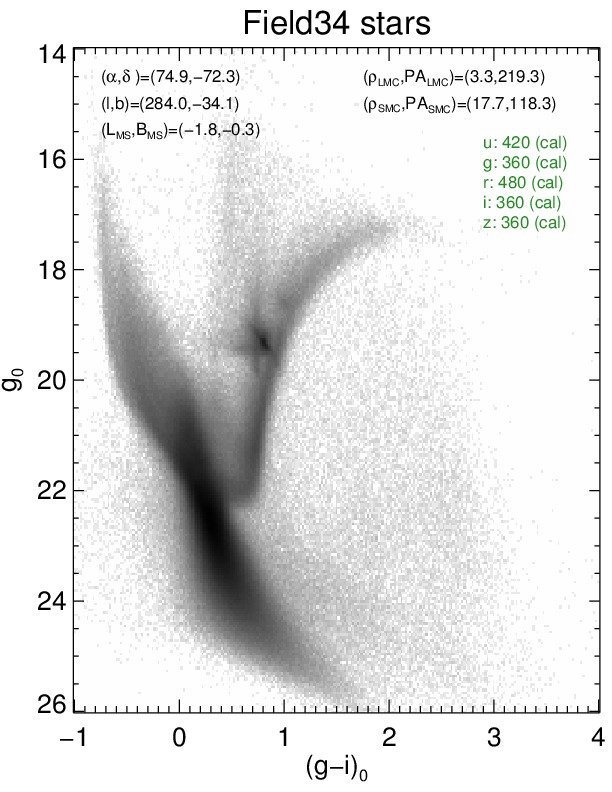 Field34 stars
(α,δ )=(74.9,−72.3)
(l,b)=(284.0,−34.1)
(LMS,BMS)=(−1.8,−0.3)
(ρLMC,PALMC)=(3.3,219.3)
(ρSMC,PASMC)=(17.7,118.3)
u: 420 (cal)
g: 360 (cal)
r: 480 (cal)
i: 360 (cal)
z: 360 (cal)
14
16
18
20
22
24
26
g0
−1 0 1 2 3 4
(g−i)0